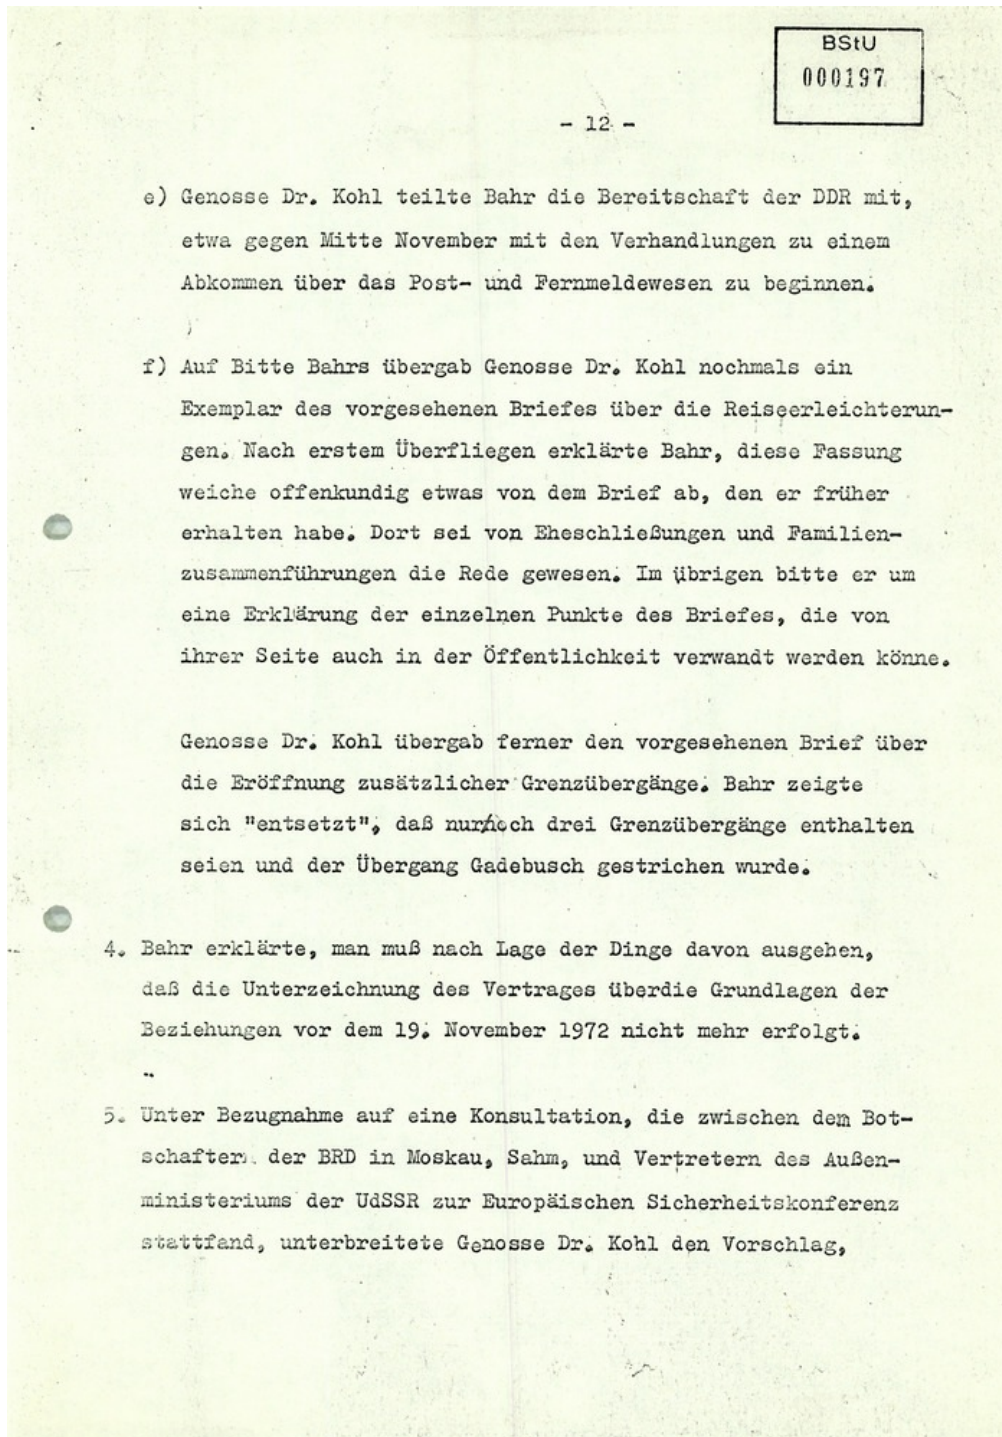 BStU
000197
- 12 -
e) Genosse Dr. Kohl teilte Bahr die Bereitschaft der DDR mit,
etwa gegen Mitte November mit den Verhandlungen zu einem
Abkommen über das Post- und Fernmeldewesen zu beginnen.
f) Auf Bitte Bahrs übergab Genosse Dr. Kohl nochmals ein
Exemplar des vorgesehenen Briefes über die Reiseerleichterun-
gen. Nach erstem Überfliegen erklärte Bahr, diese Fassung
weiche offenkundig etwas von dem Brief ab, den er früher
erhalten habe. Dort sei von Eheschließungen und Familien-
zusammenführungen die Rede gewesen. Im übrigen bitte er um
eine Erklärung der einzelnen Punkte des Briefes, die von
ihrer Seite auch in der Öffentlichkeit verwandt werden könne.
Genosse Dr. Kohl übergab ferner den vorgesehenen Brief über
die Eröffnung zusätzlicher Grenzübergänge. Bahr zeigte
sich "entsetzt", daß nur/noch drei Grenzübergänge enthalten
seien und der Übergang Gadebusch gestrichen wurde.
4. Bahr erklärte, man muß nach Lage der Dinge davon ausgehen,
daß die Unterzeichnung des Vertrages überdie Grundlagen der
Beziehungen vor dem 19. November 1972 nicht mehr erfolgt.
5. Unter Bezugnahme auf eine Konsultation, die zwischen dem Bot-
schafter der BRD in Moskau, Sahm, und Vertretern des Außen-
ministeriums der UdSSR zur Europäischen Sicherheitskonferenz
stattfand, unterbreitete Genosse Dr. Kohl den Vorschlag,